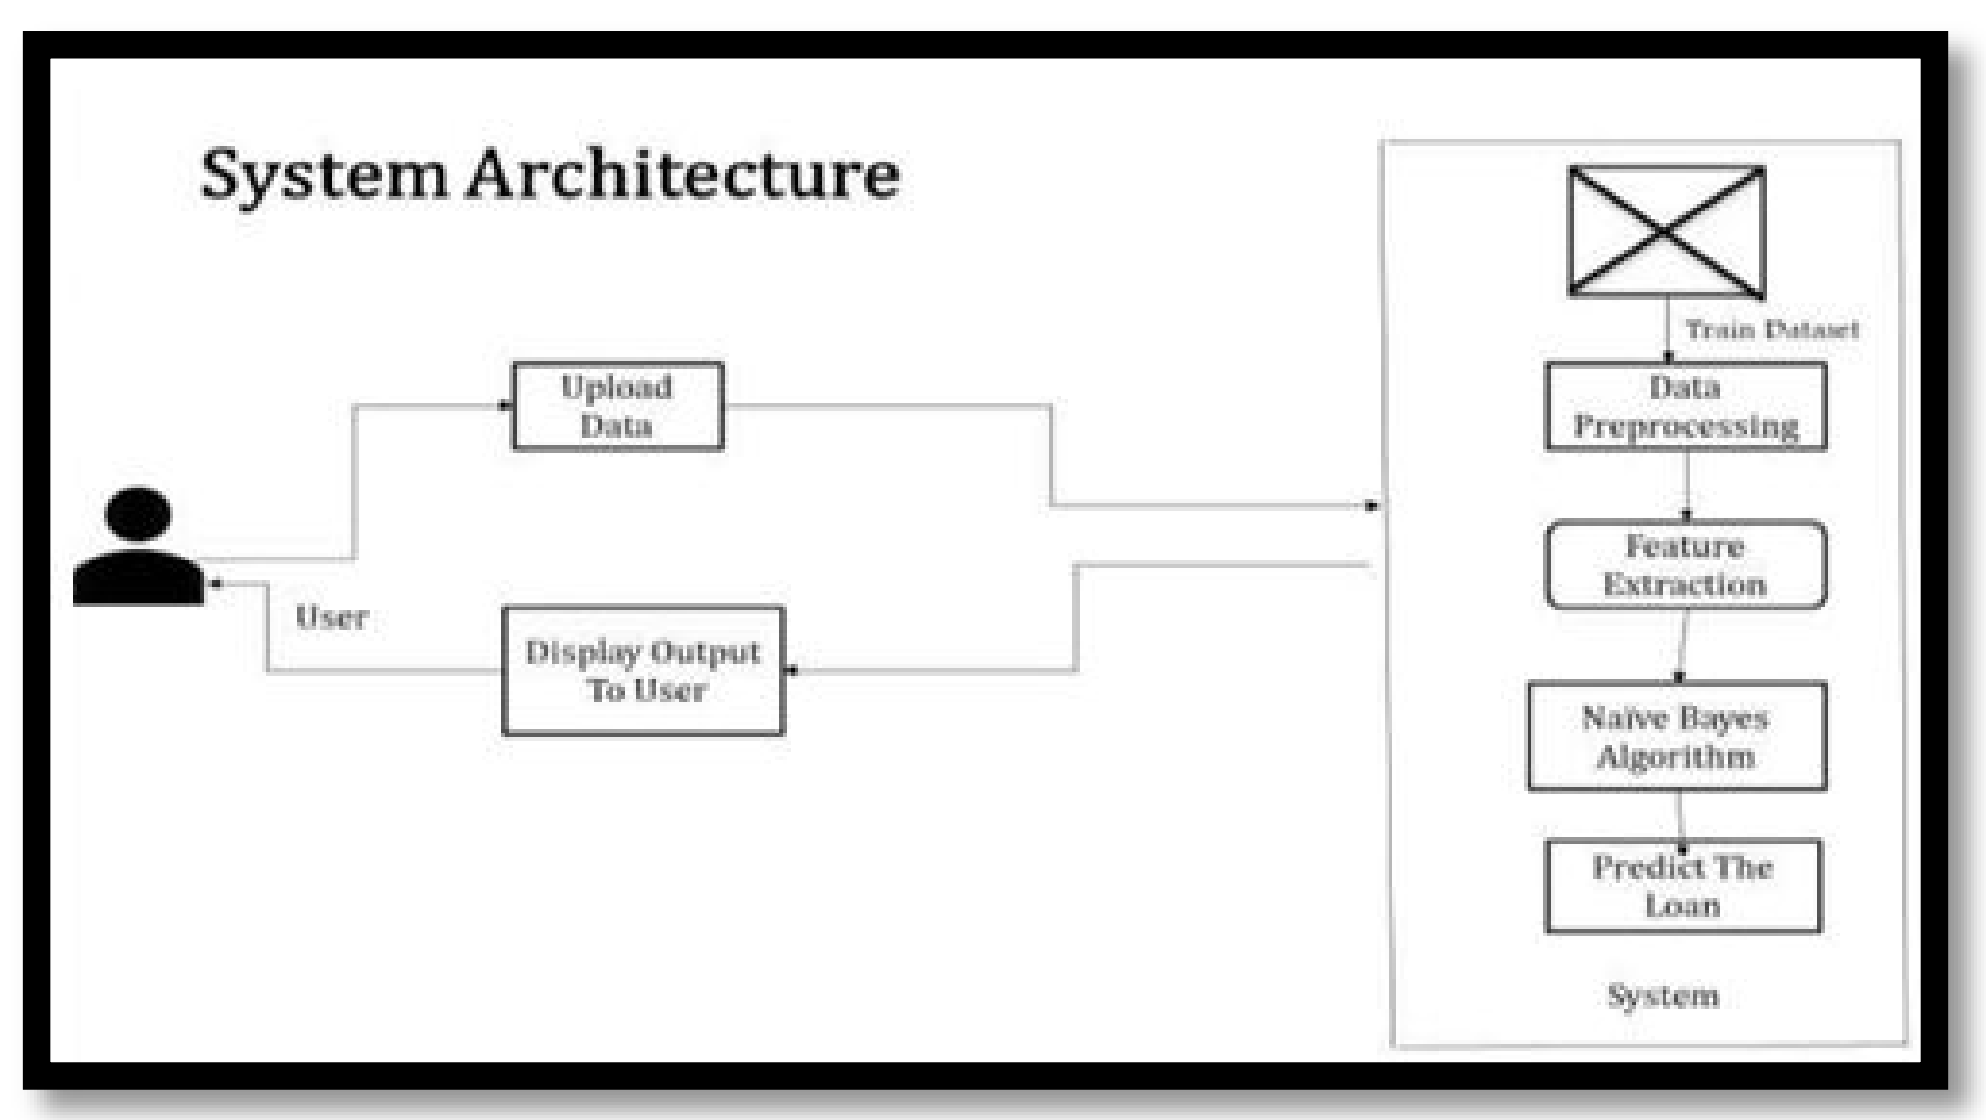 System Architecture
Train Dataset
Upload
Data
Data
Preprocessing
Feature
Extraction
User
Display Output
To User
Naïve Bayes
Algorithm
Predict The
Loan
System